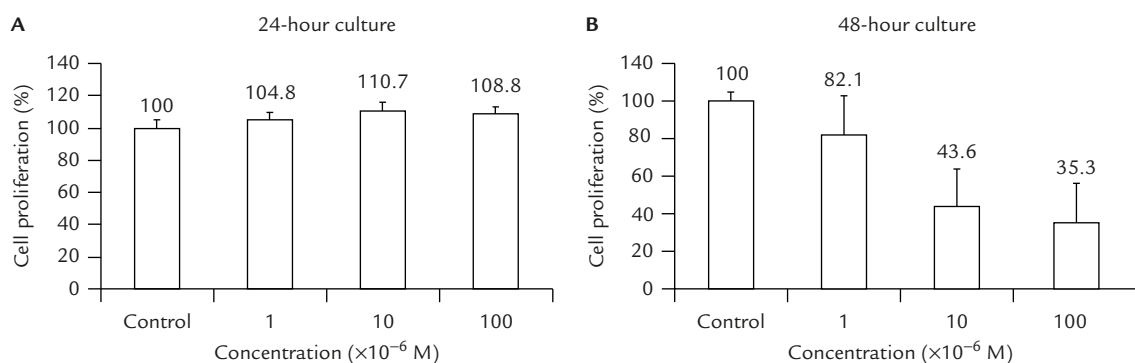 A
24-hour culture
Cell proliferation (%)
140
120
100
80
60
40
20
0
100
104.8
110.7
108.8
Control 1 10 100
Concentration (×10⁻⁶ M)
B
48-hour culture
Cell proliferation (%)
140
100
80
60
40
20
0
100
82.1
43.6
35.3
Control 1 10 100
Concentration (×10⁻⁶ M)